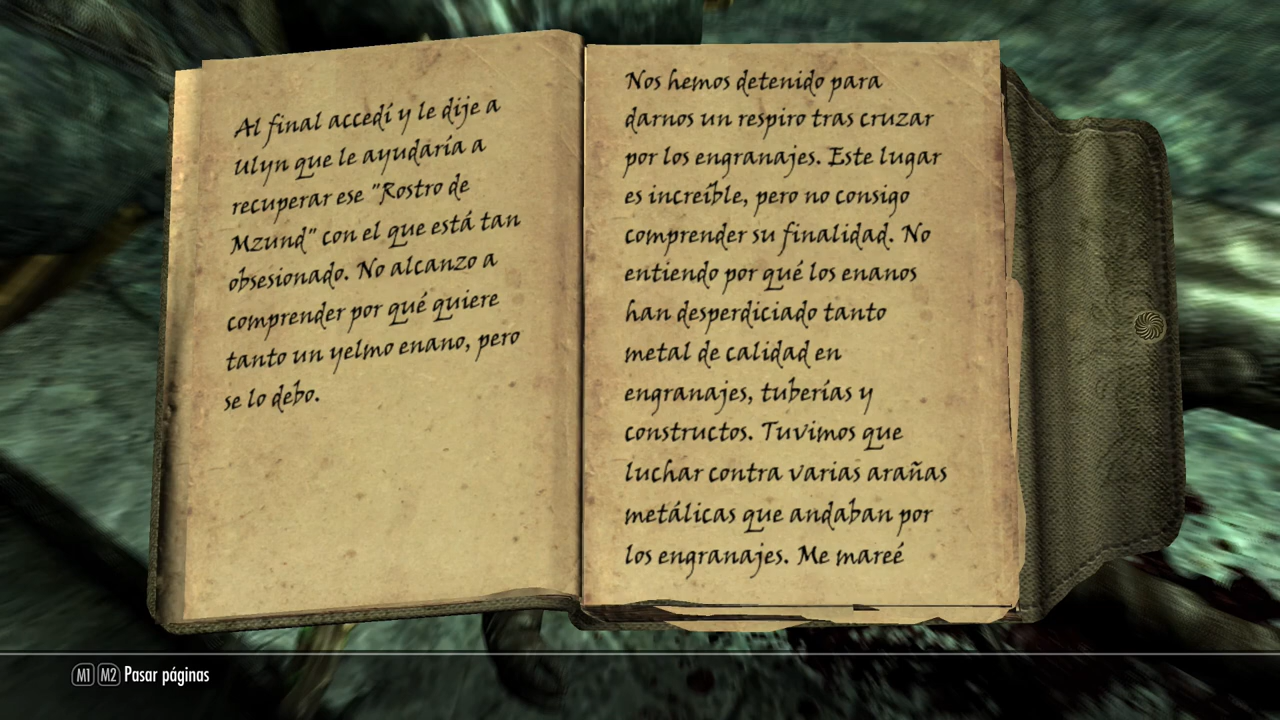 Al final accedí y le dije a
Ulyn que le ayudaría a
recuperar ese "Rostro de
Mzund" con el que está tan
obsesionado. No alcanzo a
comprender por qué quiere
tanto un yelmo enano, pero
se lo debo.
Nos hemos detenido para
darnos un respiro tras cruzar
por los engranajes. Este lugar
es increíble, pero no consigo
comprender su finalidad. No
entiendo por qué los enanos
han desperdiciado tanto
metal de calidad en
engranajes, tuberías y
constructos. Tuvimos que
luchar contra varias arañas
metálicas que andaban por
los engranajes. Me mareé
M1 M2 Pasar páginas